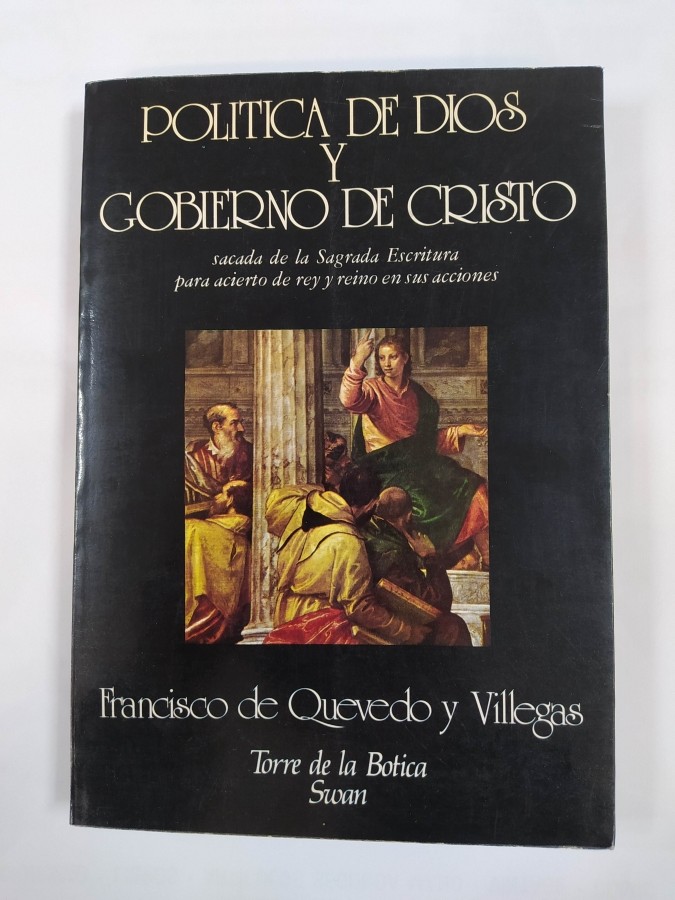 POLITICA DE DIOS
Y
GOBIERNO DE CRISTO
sacada de la Sagrada Escritura
para acierto de rey y reino en sus acciones
Francisco de Quevedo y Villegas
Torre de la Botica
Swan